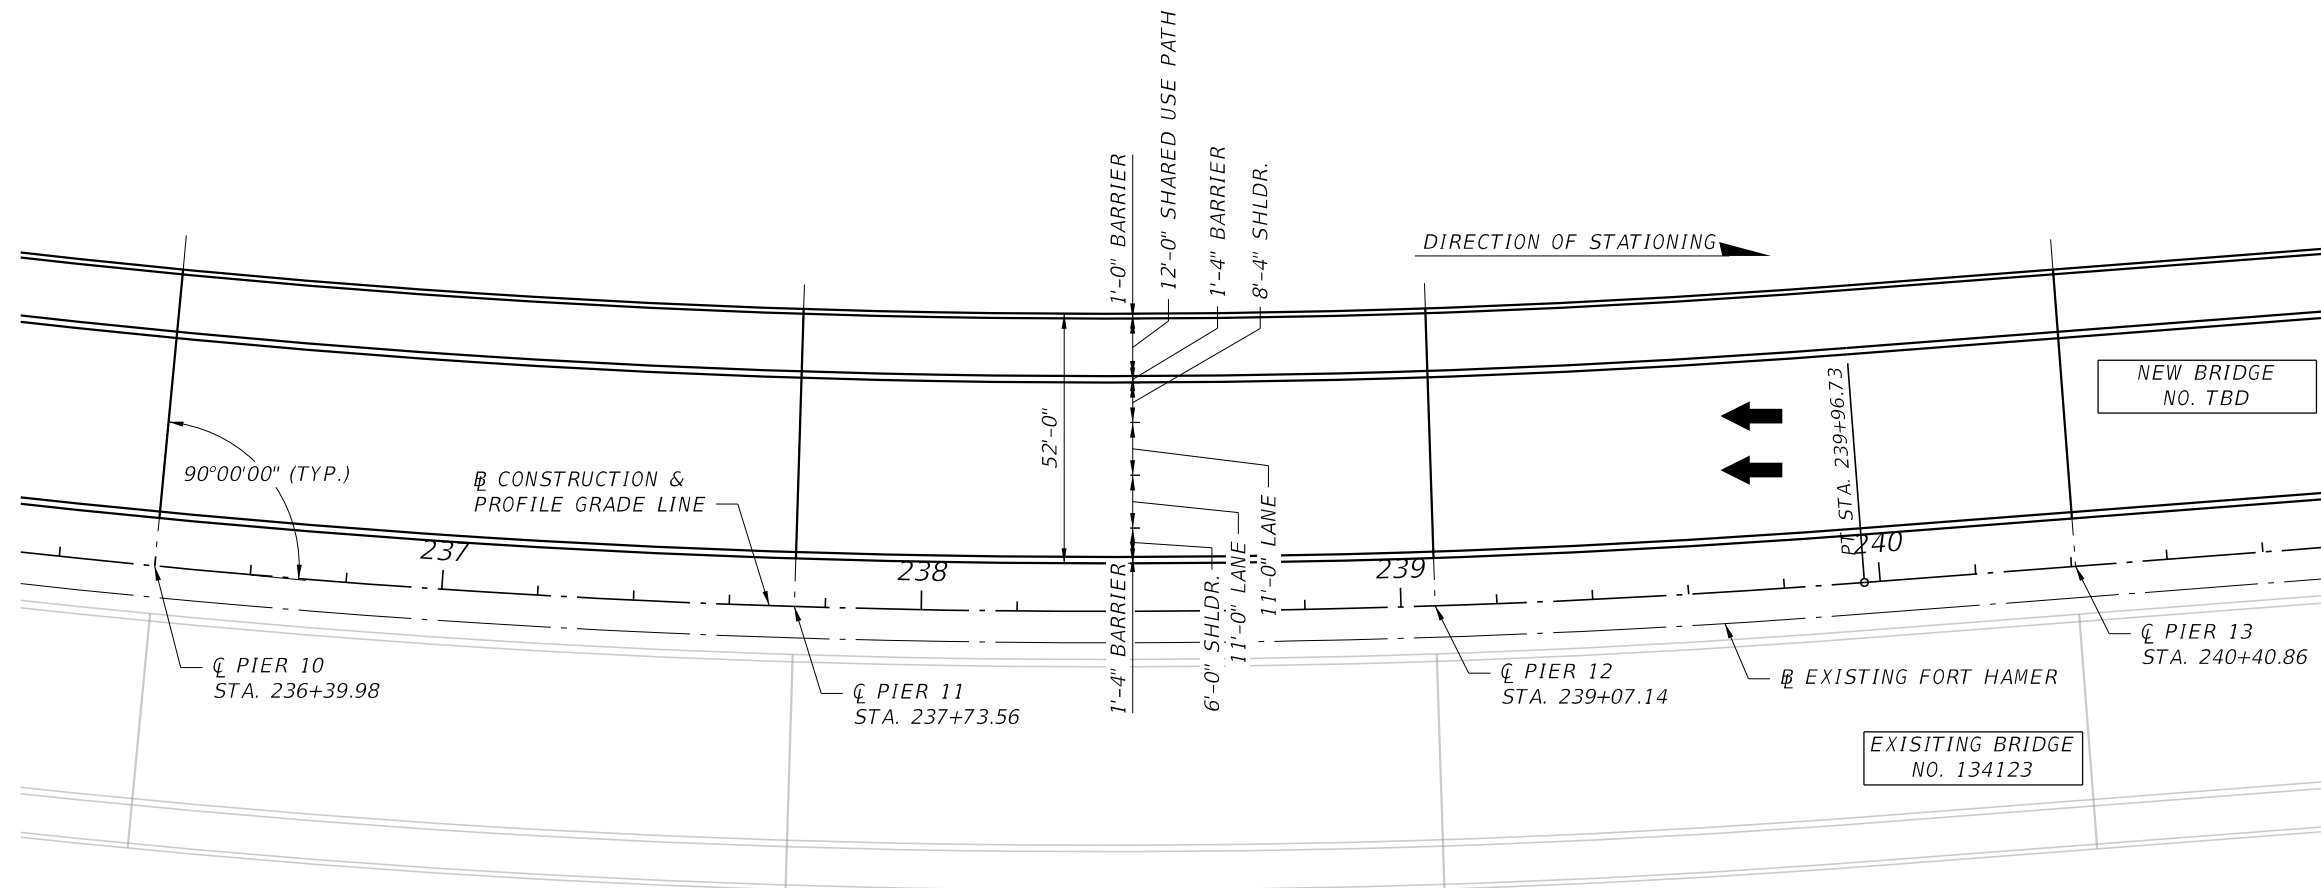 1'-0" BARRIER
12'-0" SHARED USE PATH
1'-4" BARRIER
8'-4" SHLDR.
DIRECTION OF STATIONING
52'-0"
NEW BRIDGE
NO. TBD
PT STA. 239+96.73
90°00'00" (TYP.)
℄ CONSTRUCTION &
PROFILE GRADE LINE
11'-0" LANE
11'-0" LANE
6'-0" SHLDR.
1'-4" BARRIER
237
238
239
240
℄ PIER 10
STA. 236+39.98
℄ PIER 11
STA. 237+73.56
℄ PIER 12
STA. 239+07.14
℄ PIER 13
STA. 240+40.86
BL EXISTING FORT HAMER
EXISITING BRIDGE
NO. 134123